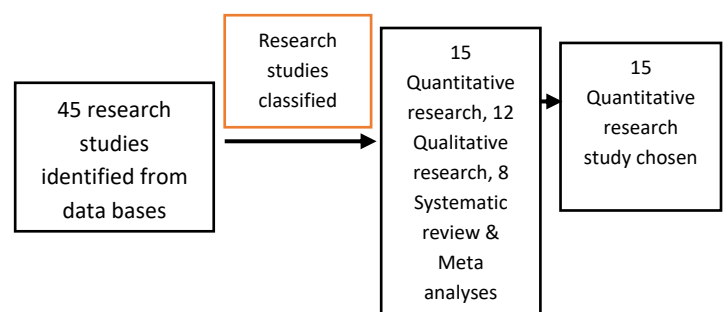 45 research
studies
identified from
data bases
Research
studies
classified
15
Quantitative
research, 12
Qualitative
research, 8
Systematic
review &
Meta
analyses
15
Quantitative
research
study chosen